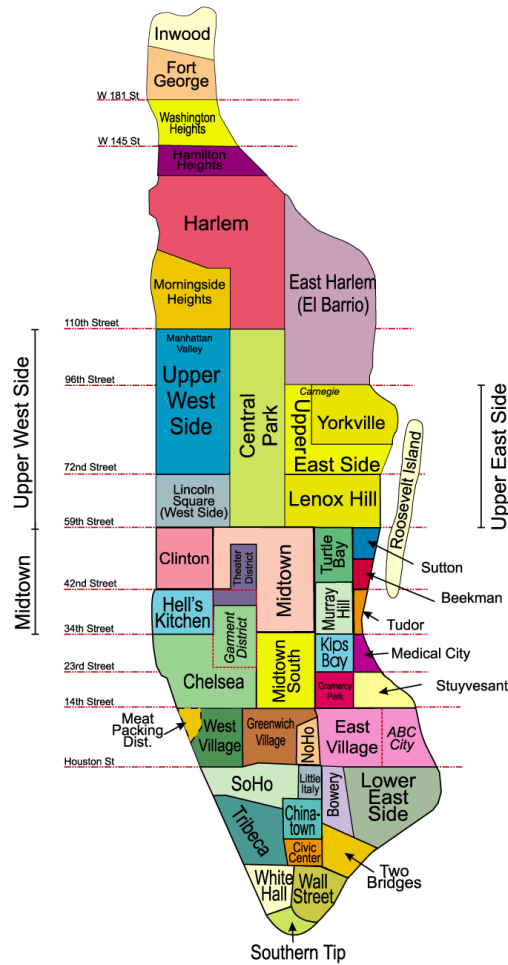 Inwood
Fort
George
W 181 St
Washington
Heights
W 145 St
Hamilton
Heights
Harlem
East Harlem
(El Barrio)
Morningside
Heights
110th Street
Manhattan
Valley
Upper
West
Side
Central
Park
96th Street
Carnegie
Yorkville
Upper
East Side
Upper West Side
Upper East Side
Roosevelt Island
72nd Street
Lincoln
Square
(West Side)
Lenox Hill
59th Street
Midtown
Clinton
Theater
District
Midtown
Turtle
Bay
Sutton
Beekman
42nd Street
Hell's
Kitchen
Garment
District
Murray
Hill
Tudor
34th Street
Kips
Bay
Medical City
Midtown
South
23rd Street
Chelsea
Gramercy
Park
Stuyvesant
14th Street
Meat
Packing
Dist.
West
Village
Greenwich
Village
NoHo
East
Village
ABC
City
Houston St
SoHo
Little
Italy
Bowery
Lower
East
Side
Tribeca
China-
town
Civic
Center
Two
Bridges
White
Hall
Wall
Street
Southern Tip